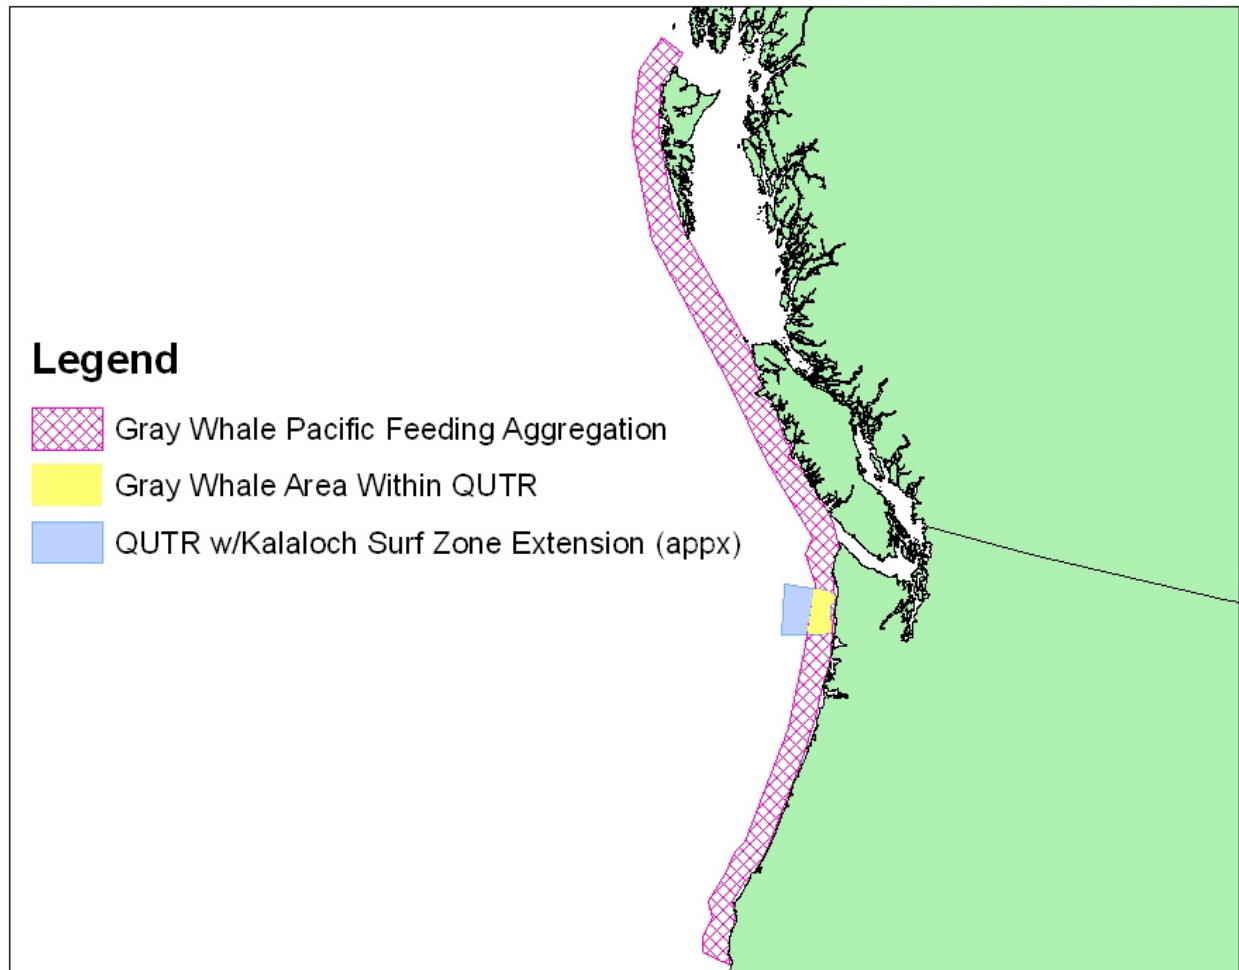 Legend
Gray Whale Pacific Feeding Aggregation
Gray Whale Area Within QUTR
QUTR w/Kalaloch Surf Zone Extension (appx)